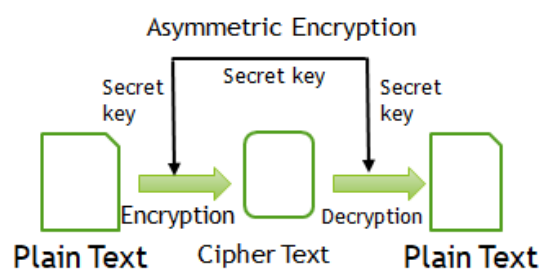 Asymmetric Encryption
Secret key
Secret
key
Secret
key
Encryption
Decryption
Plain Text
Cipher Text
Plain Text